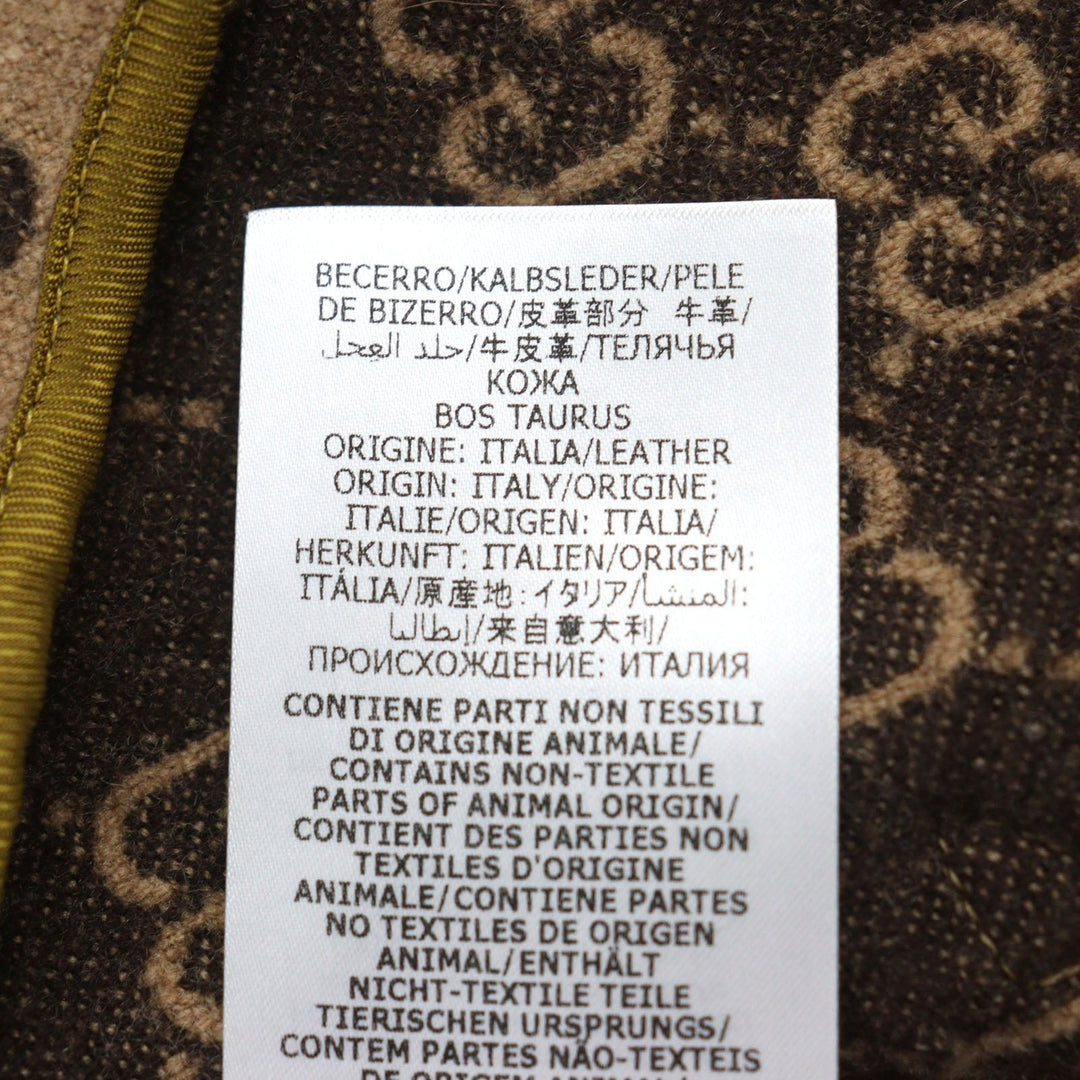 BECERRO/KALBSLEDER/PELE
DE BIZERRO/皮革部分 牛革/
جلد العجل/牛皮革/ТЕЛЯЧЬЯ
КОЖА
BOS TAURUS
ORIGINE: ITALIA/LEATHER
ORIGIN: ITALY/ORIGINE:
ITALIE/ORIGEN: ITALIA/
HERKUNFT: ITALIEN/ORIGEM:
ITÁLIA/原産地:イタリア/المنشأ:
إيطاليا/来自意大利/
ПРОИСХОЖДЕНИЕ: ИТАЛИЯ
CONTIENE PARTI NON TESSILI
DI ORIGINE ANIMALE/
CONTAINS NON-TEXTILE
PARTS OF ANIMAL ORIGIN/
CONTIENT DES PARTIES NON
TEXTILES D'ORIGINE
ANIMALE/CONTIENE PARTES
NO TEXTILES DE ORIGEN
ANIMAL/ENTHÄLT
NICHT-TEXTILE TEILE
TIERISCHEN URSPRUNGS/
CONTEM PARTES NÃO-TEXTEIS
DE ORIGEM ANIMAL/